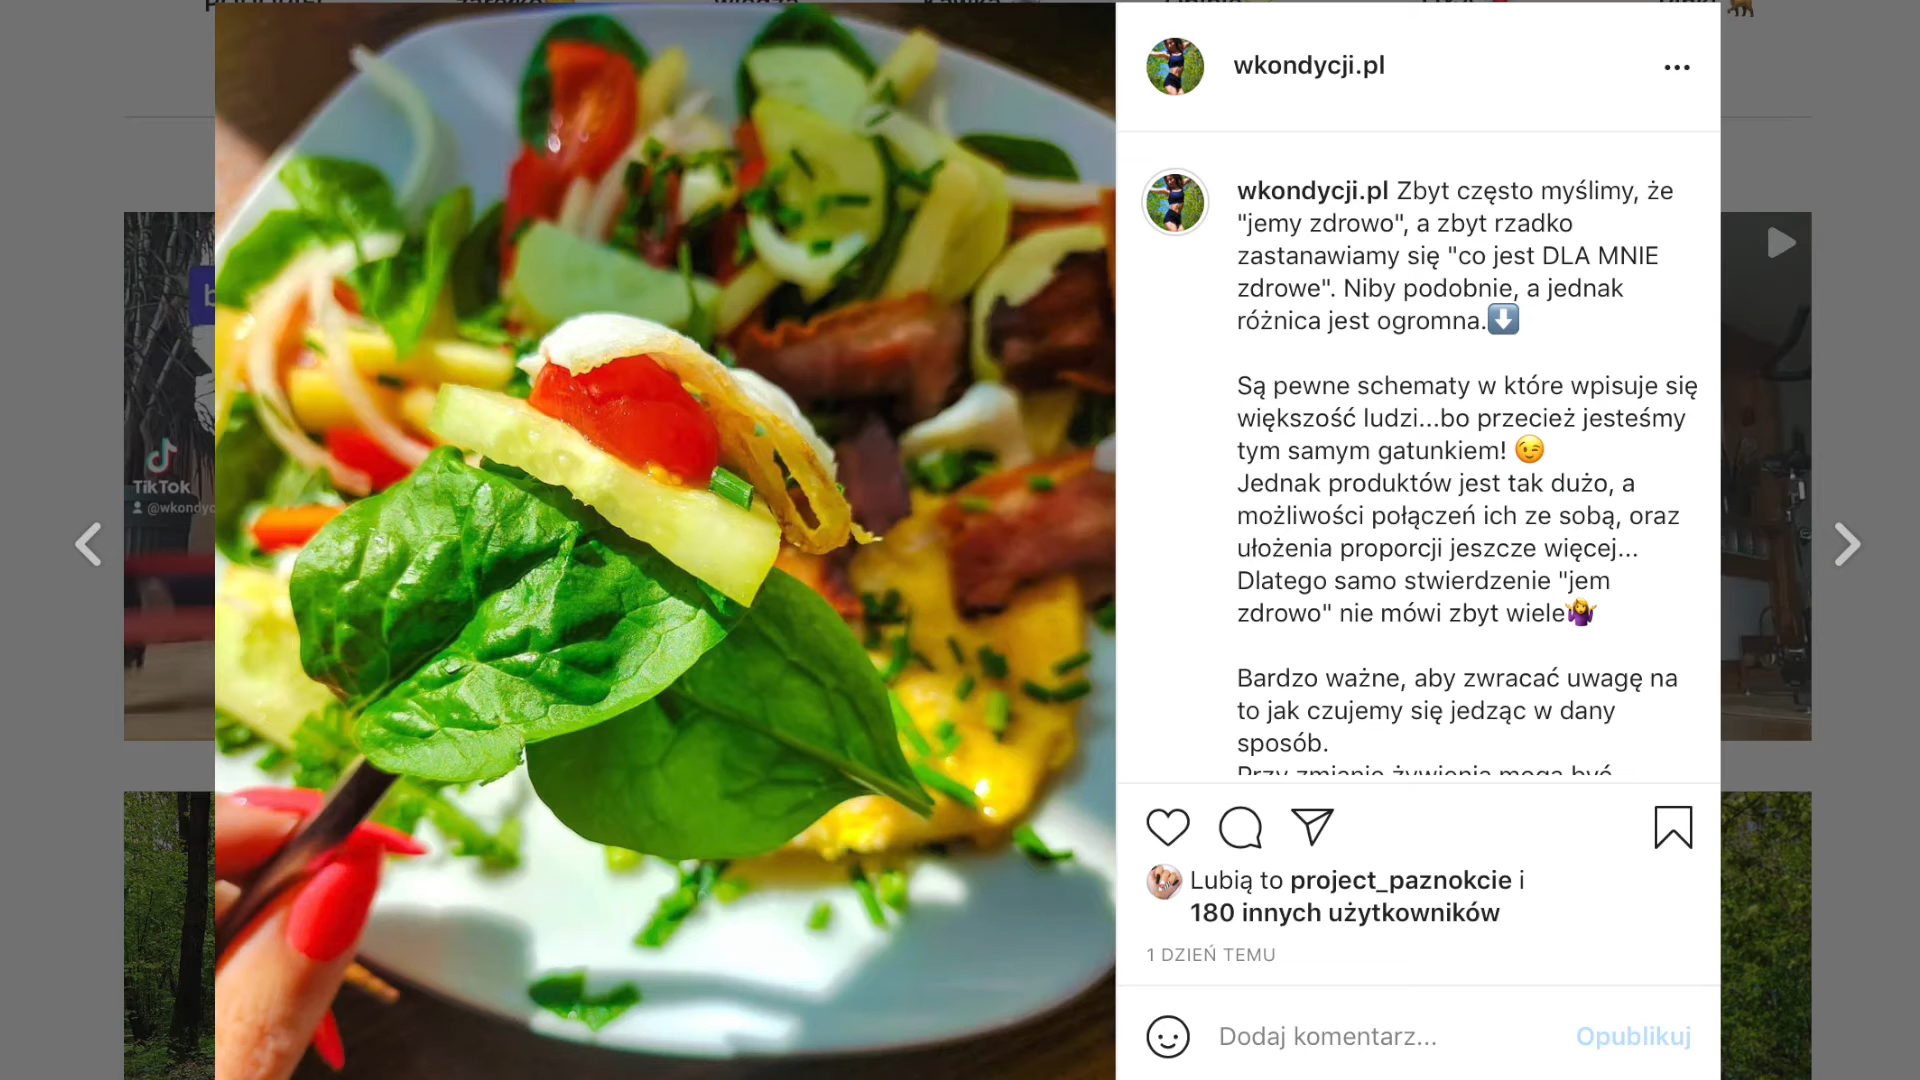 wkondycji.pl
wkondycji.pl Zbyt często myślimy, że
"jemy zdrowo", a zbyt rzadko
zastanawiamy się "co jest DLA MNIE
zdrowe". Niby podobnie, a jednak
różnica jest ogromna.⬇️
Są pewne schematy w które wpisuje się
większość ludzi...bo przecież jesteśmy
tym samym gatunkiem! 😉
Jednak produktów jest tak dużo, a
możliwości połączeń ich ze sobą, oraz
ułożenia proporcji jeszcze więcej...
Dlatego samo stwierdzenie "jem
zdrowo" nie mówi zbyt wiele🤷‍♀️
Bardzo ważne, aby zwracać uwagę na
to jak czujemy się jedząc w dany
sposób.
Lubią to project_paznokcie i
180 innych użytkowników
1 DZIEŃ TEMU
Dodaj komentarz...
Opublikuj
TikTok